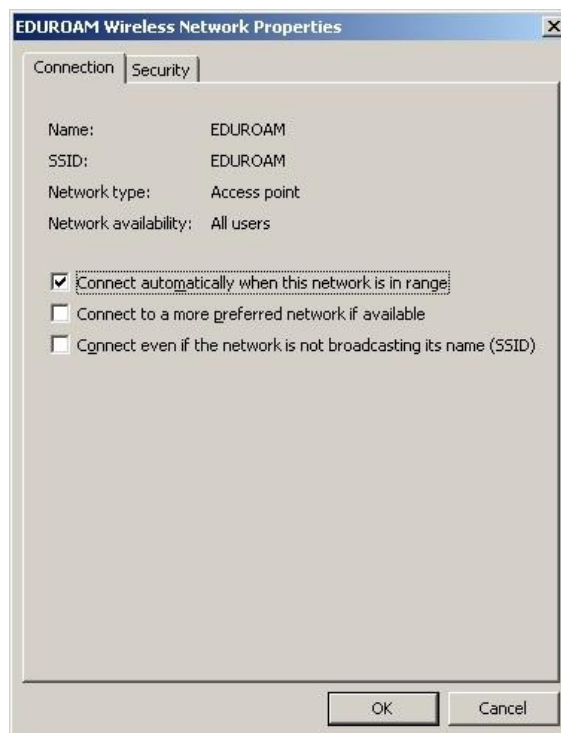 EDUROAM Wireless Network Properties
Connection Security
Name: EDUROAM
SSID: EDUROAM
Network type: Access point
Network availability: All users
Connect automatically when this network is in range
Connect to a more preferred network if available
Connect even if the network is not broadcasting its name (SSID)
OK Cancel